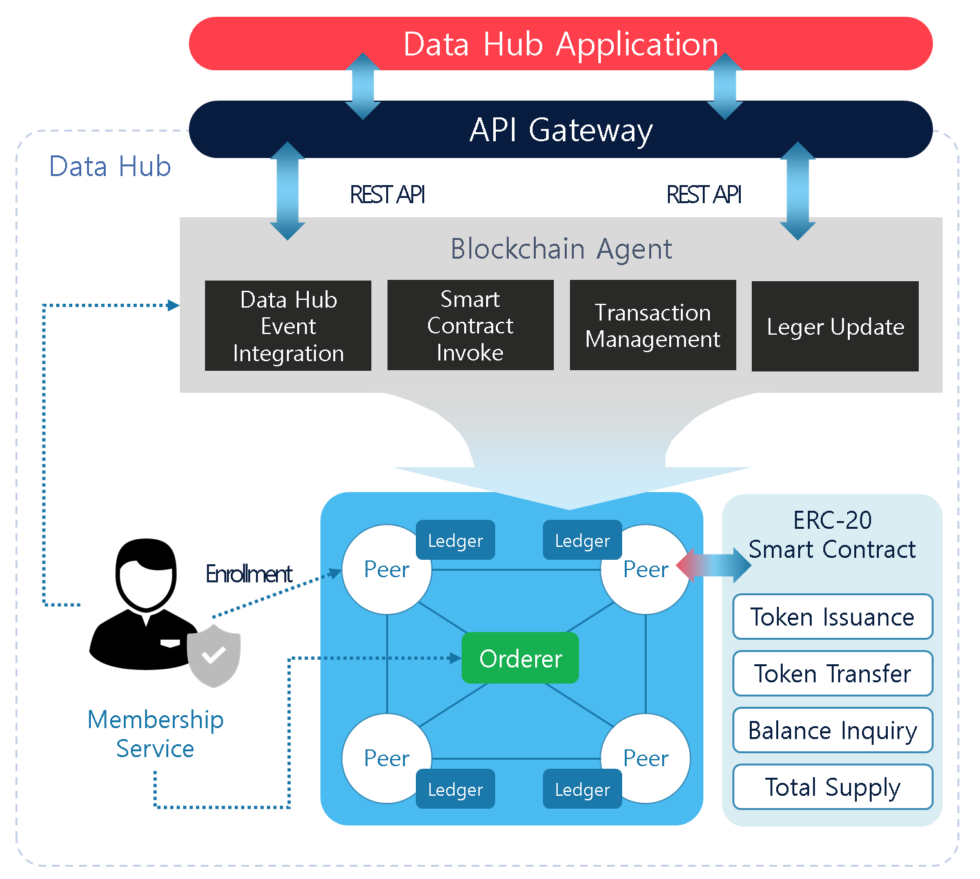 Data Hub Application
API Gateway
Data Hub
REST API
REST API
Blockchain Agent
Data Hub
Event
Integration
Smart
Contract
Invoke
Transaction
Management
Leger Update
Ledger
Ledger
Peer
Peer
ERC-20
Smart Contract
Enrollment
Token Issuance
Orderer
Token Transfer
Membership
Service
Balance Inquiry
Peer
Peer
Ledger
Ledger
Total Supply